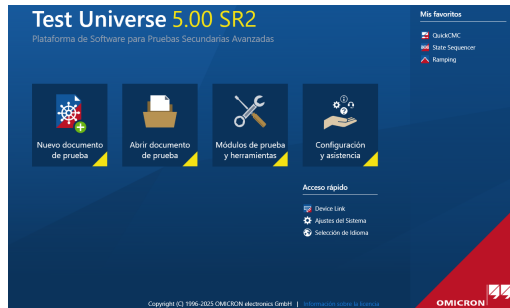 Test Universe 5.00 SR2
Plataforma de Software para Pruebas Secundarias Avanzadas
Mis favoritos
QuickCMC
State Sequencer
Ramping
Nuevo documento
de prueba
Abrir documento
de prueba
Módulos de prueba
y herramientas
Configuración
y asistencia
Acceso rápido
Device Link
Ajustes del Sistema
Selección de Idioma
Copyright (C) 1996-2025 OMICRON electronics GmbH | Información sobre la licencia
OMICRON